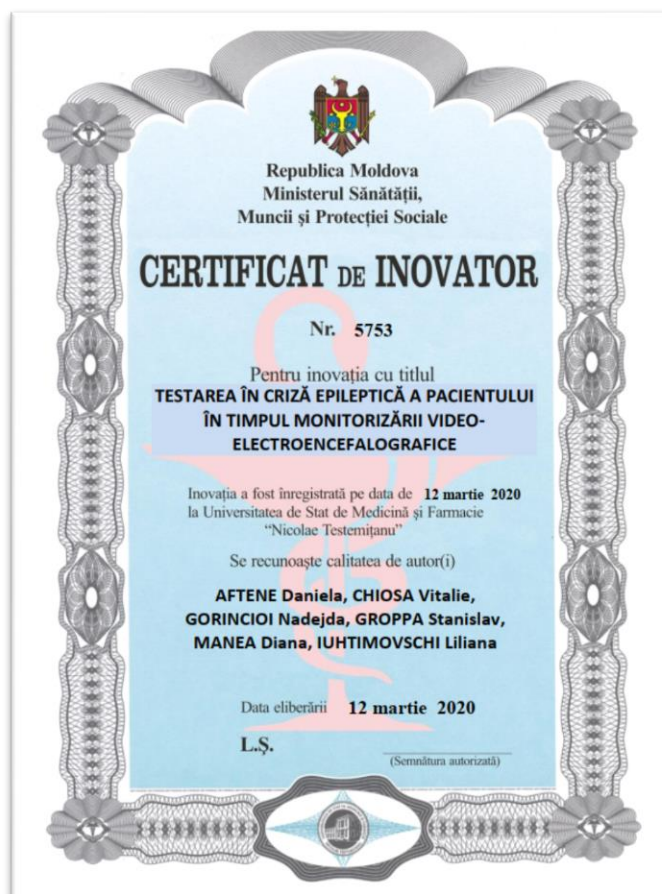 Republica Moldova
Ministerul Sănătății,
Muncii și Protecției Sociale
CERTIFICAT DE INOVATOR
Nr. 5753
Pentru inovația cu titlul
TESTAREA ÎN CRIZĂ EPILEPTICĂ A PACIENTULUI
ÎN TIMPUL MONITORIZĂRII VIDEO-
ELECTROENCEFALOGRAFICE
Inovația a fost înregistrată pe data de 12 martie 2020
la Universitatea de Stat de Medicină și Farmacie
“Nicolae Testemițanu”
Se recunoaște calitatea de autor(i)
AFTENE Daniela, CHIOSA Vitalie,
GORINCIOI Nadejda, GROPPA Stanislav,
MANEA Diana, IUHTIMOVSCHI Liliana
Data eliberării 12 martie 2020
L.Ș.
(Semnătura autorizată)